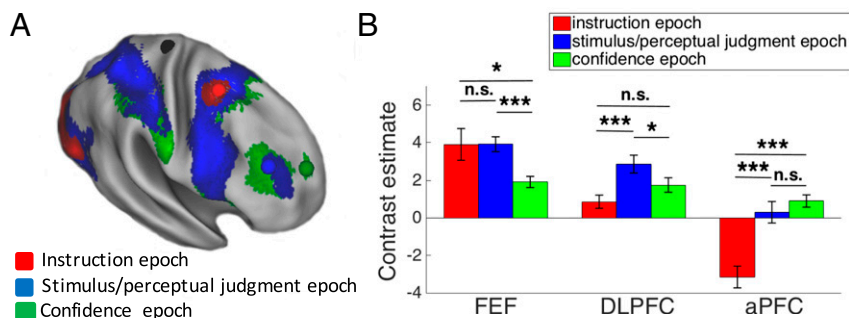 A
Instruction epoch
Stimulus/perceptual judgment epoch
Confidence epoch
B
instruction epoch
stimulus/perceptual judgment epoch
confidence epoch
Contrast estimate
6
4
2
0
-2
-4
*
n.s.
***
n.s.
***
*
***
***
n.s.
FEF
DLPFC
aPFC